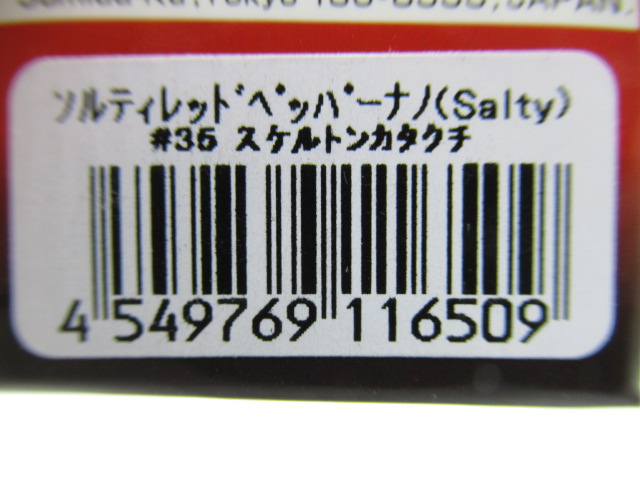 ソルティレッドペッパーナノ(Salty)
#35 スケルトンカタクチ
4 549769 116509